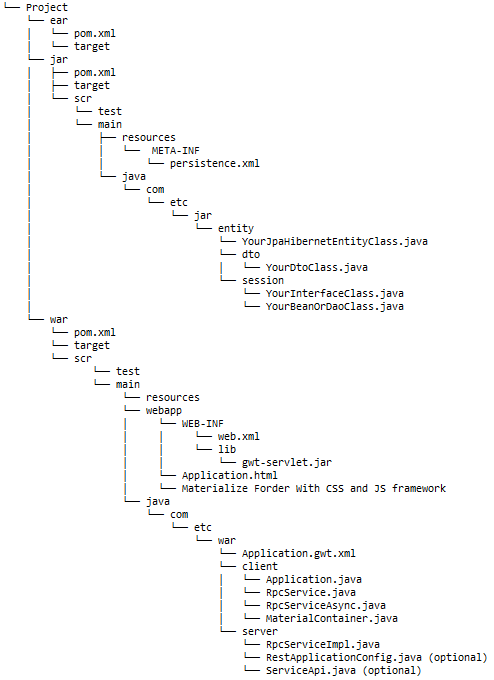 Project
ear
pom.xml
target
jar
pom.xml
target
scr
test
main
resources
META-INF
persistence.xml
java
com
etc
jar
entity
YourJpaHibernetEntityClass.java
dto
YourDtoClass.java
session
YourInterfaceClass.java
YourBeanOrDaoClass.java
war
pom.xml
target
scr
test
main
resources
webapp
WEB-INF
web.xml
lib
gwt-servlet.jar
Application.html
Materialize Forder With CSS and JS framework
java
com
etc
war
Application.gwt.xml
client
Application.java
RpcService.java
RpcServiceAsync.java
MaterialContainer.java
server
RpcServiceImpl.java
RestApplicationConfig.java (optional)
ServiceApi.java (optional)